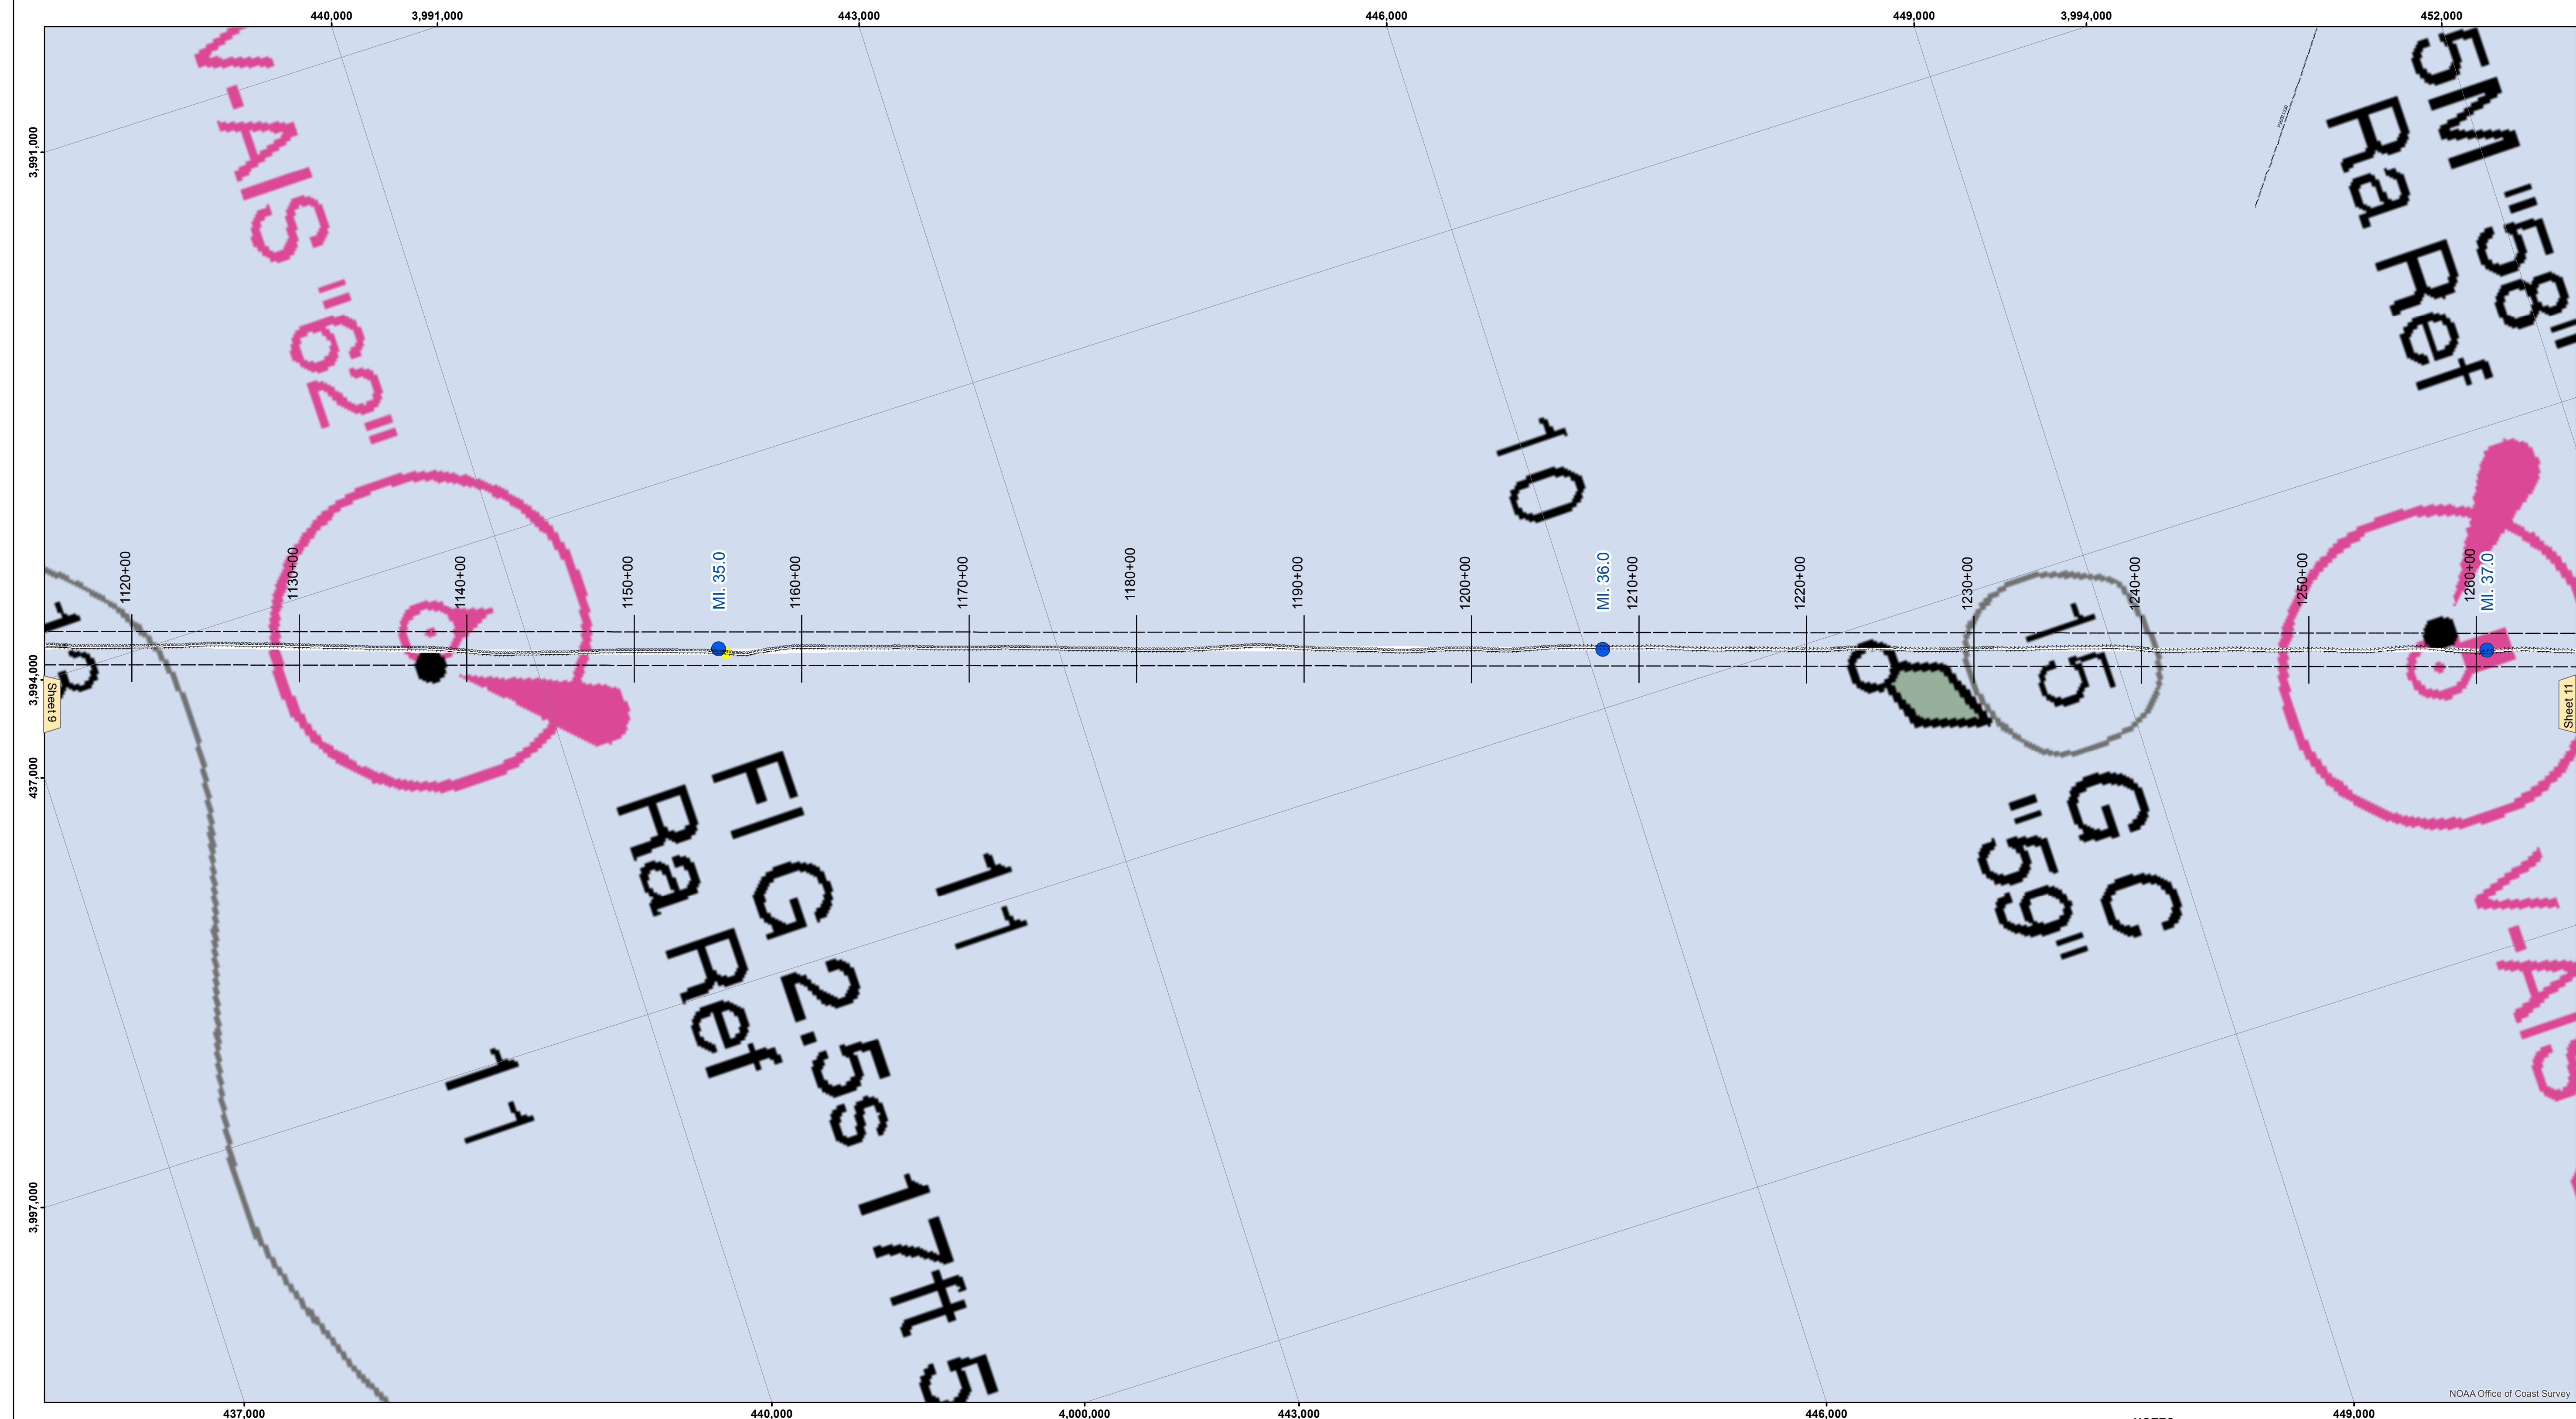 440,000
3,991,000
443,000
446,000
449,000
3,994,000
452,000
3,991,000
3,994,000
437,000
3,997,000
V-AIS "62"
5M "58"
Ra Ref
10
1120+00
1130+00
1140+00
1150+00
MI. 35.0
1160+00
1170+00
1180+00
1190+00
1200+00
MI. 36.0
1210+00
1220+00
1230+00
1240+00
1250+00
1260+00
MI. 37.0
15
Sheet 9
Sheet 11
Fl G 2.5s 17ft 5
Ra Ref
11
11
G C
"59"
V-AIS
NOAA Office of Coast Survey
437,000
440,000
4,000,000
443,000
446,000
449,000